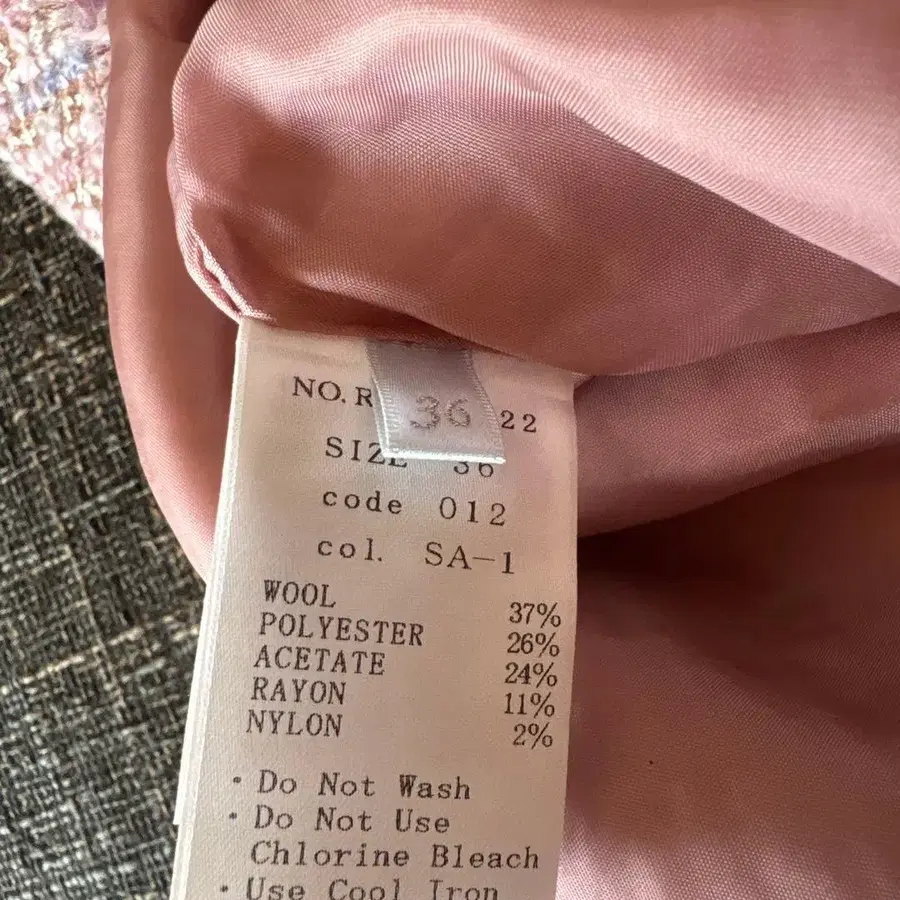 NO. R 22
36
SIZE 36
code 012
col. SA-1
WOOL 37%
POLYESTER 26%
ACETATE 24%
RAYON 11%
NYLON 2%
· Do Not Wash
· Do Not Use
Chlorine Bleach
· Use Cool Iron